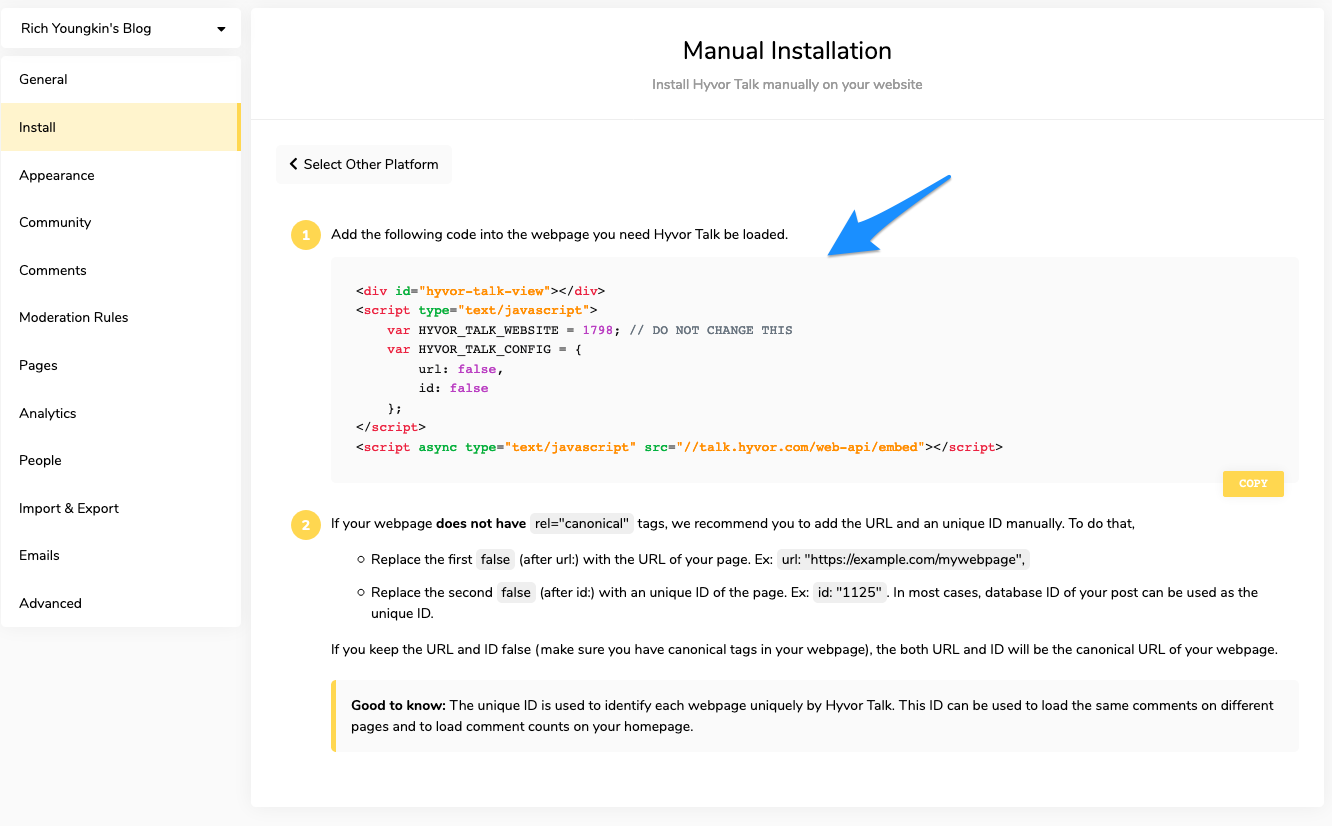 Rich Youngkin's Blog
General
Install
Appearance
Community
Comments
Moderation Rules
Pages
Analytics
People
Import & Export
Emails
Advanced
Manual Installation
Install Hyvor Talk manually on your website
Select Other Platform
1 Add the following code into the webpage you need Hyvor Talk be loaded.
<div id="hyvor-talk-view"></div>
<script type="text/javascript">
    var HYVOR_TALK_WEBSITE = 1798; // DO NOT CHANGE THIS
    var HYVOR_TALK_CONFIG = {
        url: false,
        id: false
    };
</script>
<script async type="text/javascript" src="//talk.hyvor.com/web-api/embed"></script>
COPY
2 If your webpage does not have rel="canonical" tags, we recommend you to add the URL and an unique ID manually. To do that,
Replace the first false (after url:) with the URL of your page. Ex: url: "https://example.com/mywebpage",
Replace the second false (after id:) with an unique ID of the page. Ex: id: "1125". In most cases, database ID of your post can be used as the
unique ID.
If you keep the URL and ID false (make sure you have canonical tags in your webpage), the both URL and ID will be the canonical URL of your webpage.
Good to know: The unique ID is used to identify each webpage uniquely by Hyvor Talk. This ID can be used to load the same comments on different
pages and to load comment counts on your homepage.